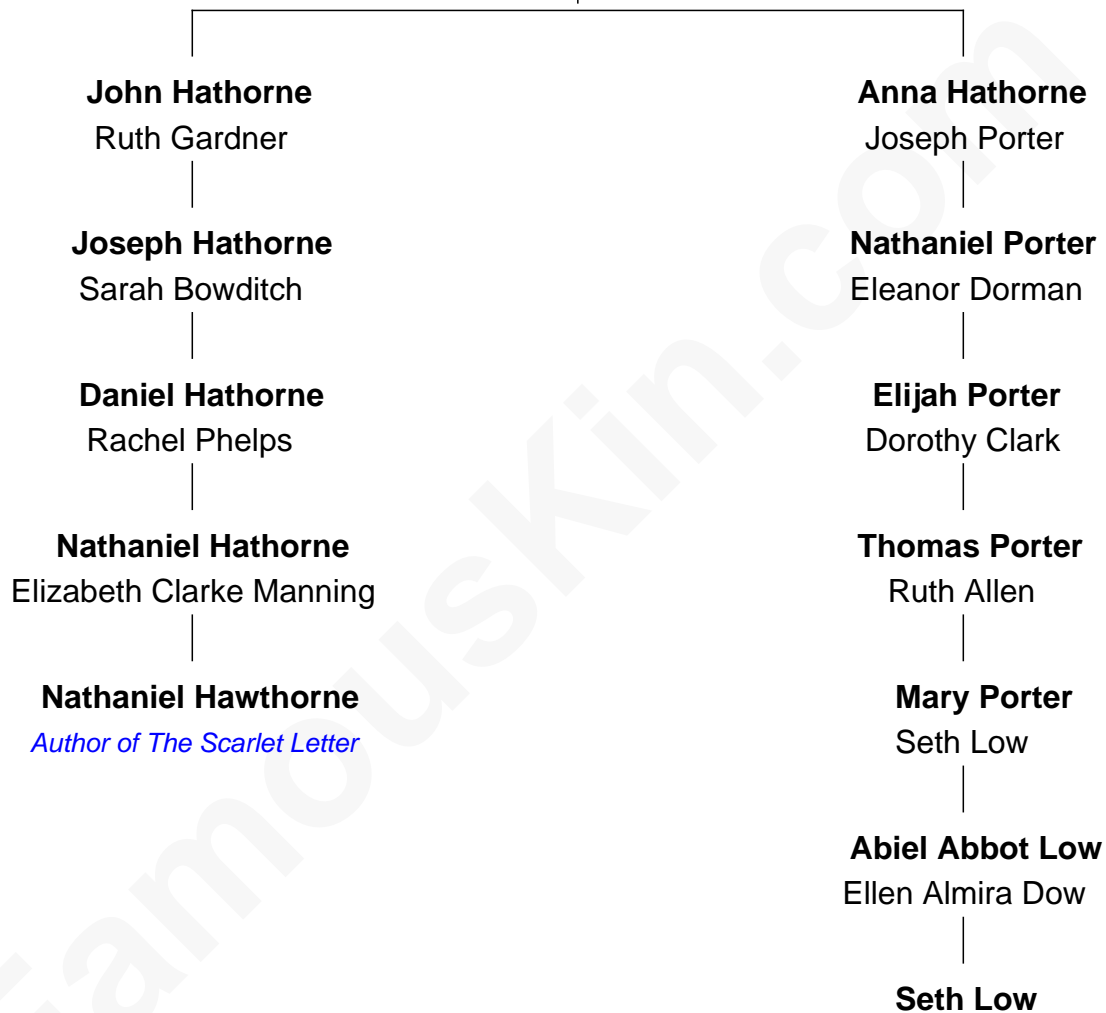 John Hathorne
Ruth Gardner
Joseph Hathorne
Sarah Bowditch
Daniel Hathorne
Rachel Phelps
Nathaniel Hathorne
Elizabeth Clarke Manning
Nathaniel Hawthorne
Author of The Scarlet Letter
Anna Hathorne
Joseph Porter
Nathaniel Porter
Eleanor Dorman
Elijah Porter
Dorothy Clark
Thomas Porter
Ruth Allen
Mary Porter
Seth Low
Abiel Abbot Low
Ellen Almira Dow
Seth Low
FamousKin.com